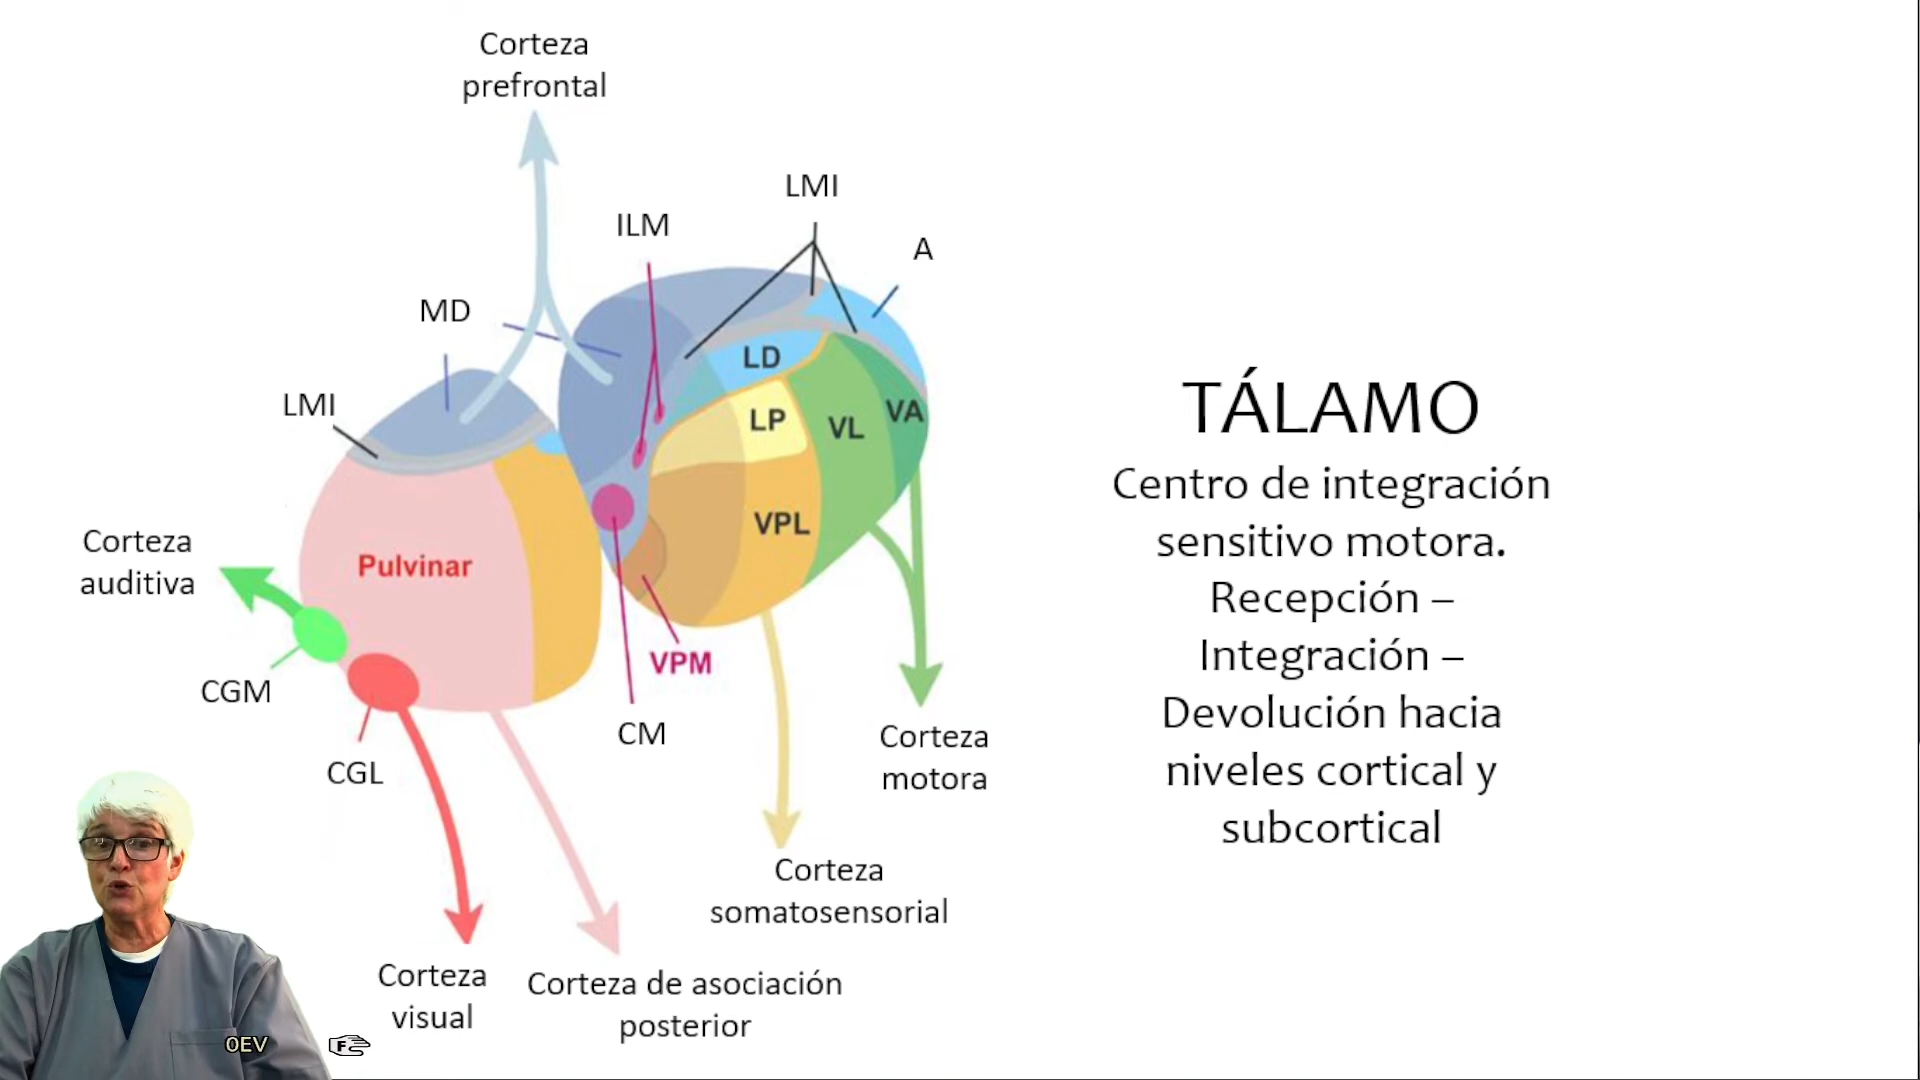 Corteza
prefrontal
LMI
ILM
A
MD
LD
LMI
LP
VL
VA
VPL
Corteza
auditiva
Pulvinar
VPM
CGM
CM
CGL
Corteza
motora
Corteza
somatosensorial
Corteza
visual
Corteza de asociación
posterior
TÁLAMO
Centro de integración
sensitivo motora.
Recepción –
Integración –
Devolución hacia
niveles cortical y
subcortical
OEV
F